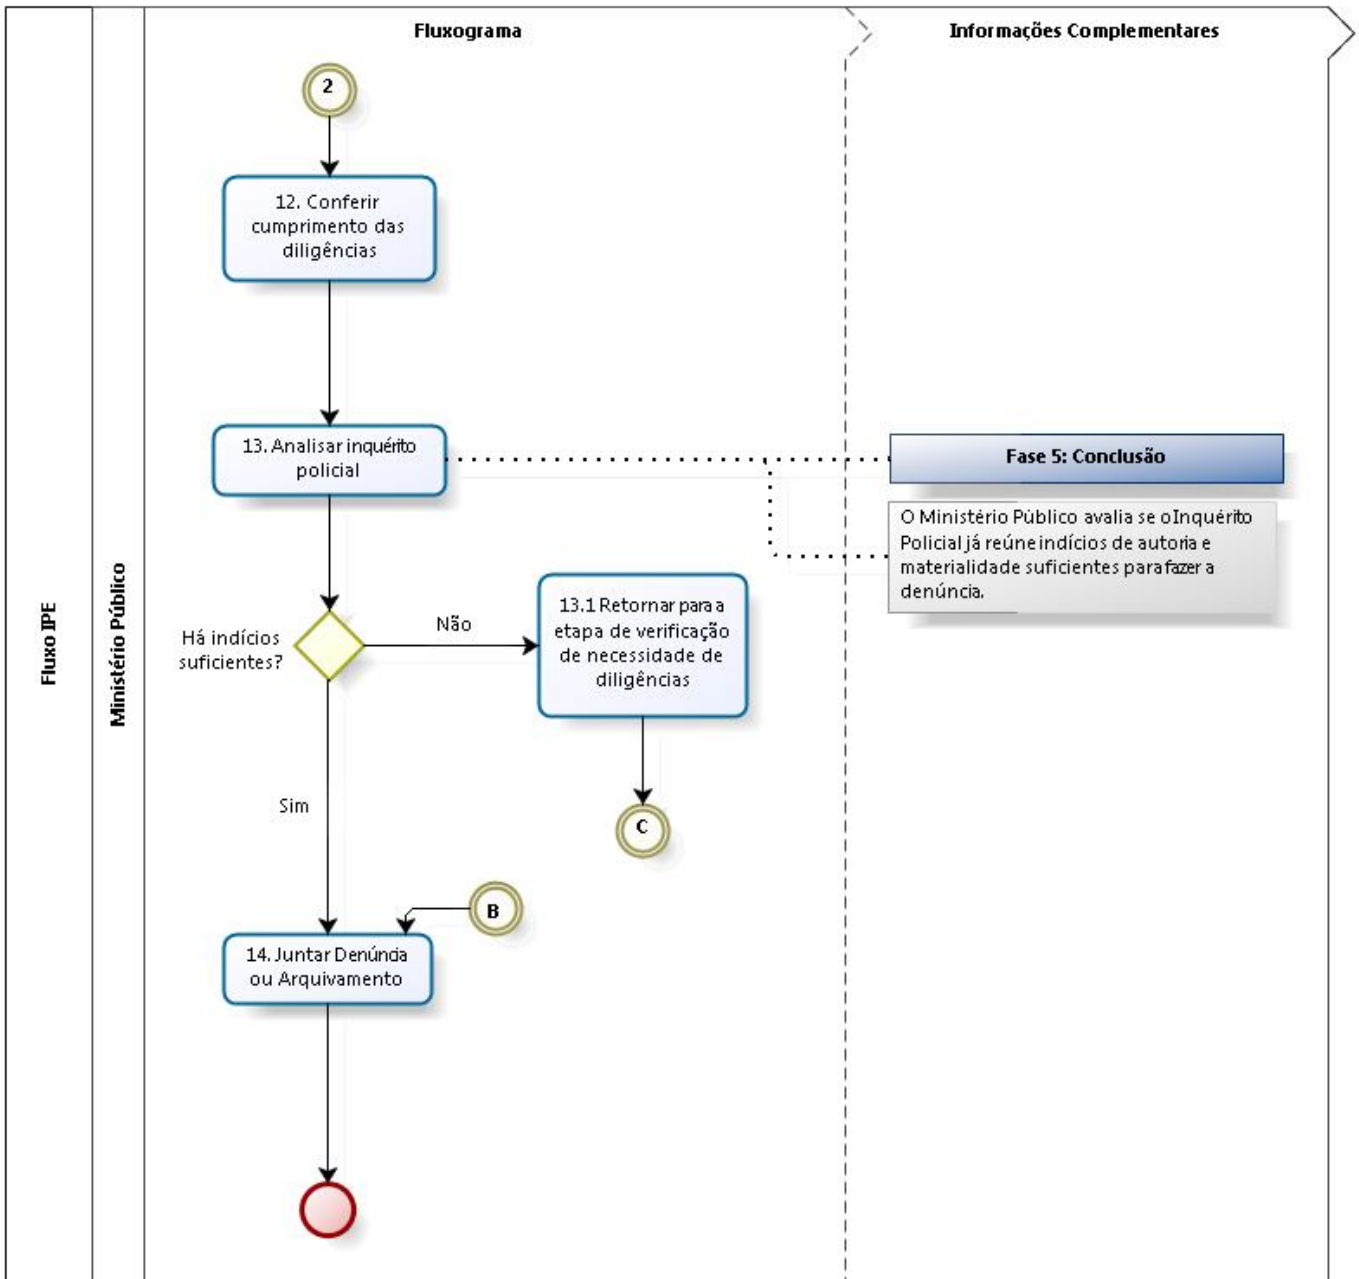 Fluxograma
Informações Complementares
Fluxo IPE
Ministério Público
2
12. Conferir
cumprimento das
diligências
13. Analisar inquérito
policial
Fase 5: Conclusão
O Ministério Público avalia se o Inquérito
Policial já reúne indícios de autoria e
materialidade suficientes para fazer a
denúncia.
Há indícios
suficientes?
Não
13.1 Retornar para a
etapa de verificação
de necessidade de
diligências
Sim
C
B
14. Juntar Denúncia
ou Arquivamento